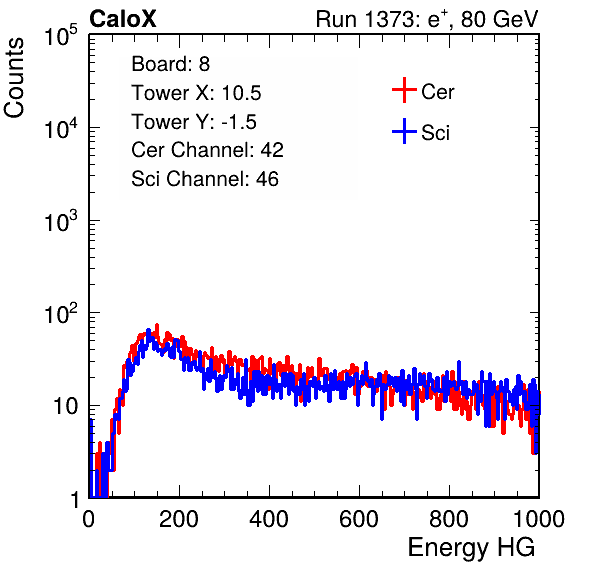 CaloX Run 1373: e⁺, 80 GeV
Counts
10⁵
10⁴
10³
10²
10
1
Board: 8
Tower X: 10.5
Tower Y: -1.5
Cer Channel: 42
Sci Channel: 46
Cer
Sci
0 200 400 600 800 1000
Energy HG